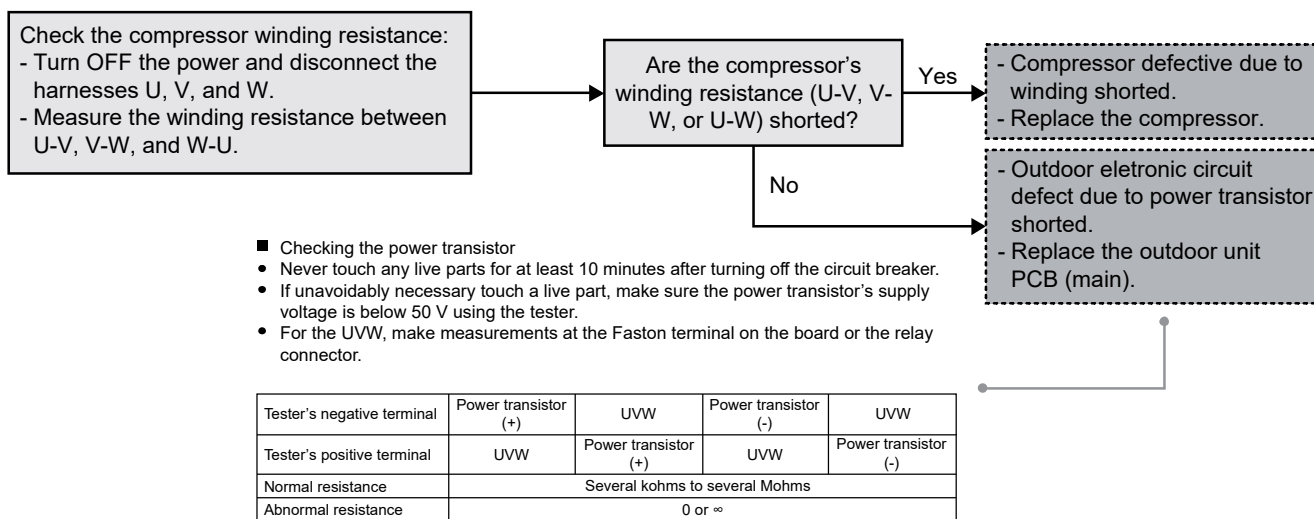 Check the compressor winding resistance:
- Turn OFF the power and disconnect the
harnesses U, V, and W.
- Measure the winding resistance between
U-V, V-W, and W-U.
Are the compressor's
winding resistance (U-V, V-
W, or U-W) shorted?
Yes
- Compressor defective due to
winding shorted.
- Replace the compressor.
No
- Outdoor eletronic circuit
defect due to power transistor
shorted.
- Replace the outdoor unit
PCB (main).
■ Checking the power transistor
• Never touch any live parts for at least 10 minutes after turning off the circuit breaker.
• If unavoidably necessary touch a live part, make sure the power transistor's supply
voltage is below 50 V using the tester.
• For the UVW, make measurements at the Faston terminal on the board or the relay
connector.
Tester's negative terminal Power transistor (+) UVW Power transistor (-) UVW
Tester's positive terminal UVW Power transistor (+) UVW Power transistor (-)
Normal resistance Several kohms to several Mohms
Abnormal resistance 0 or ∞